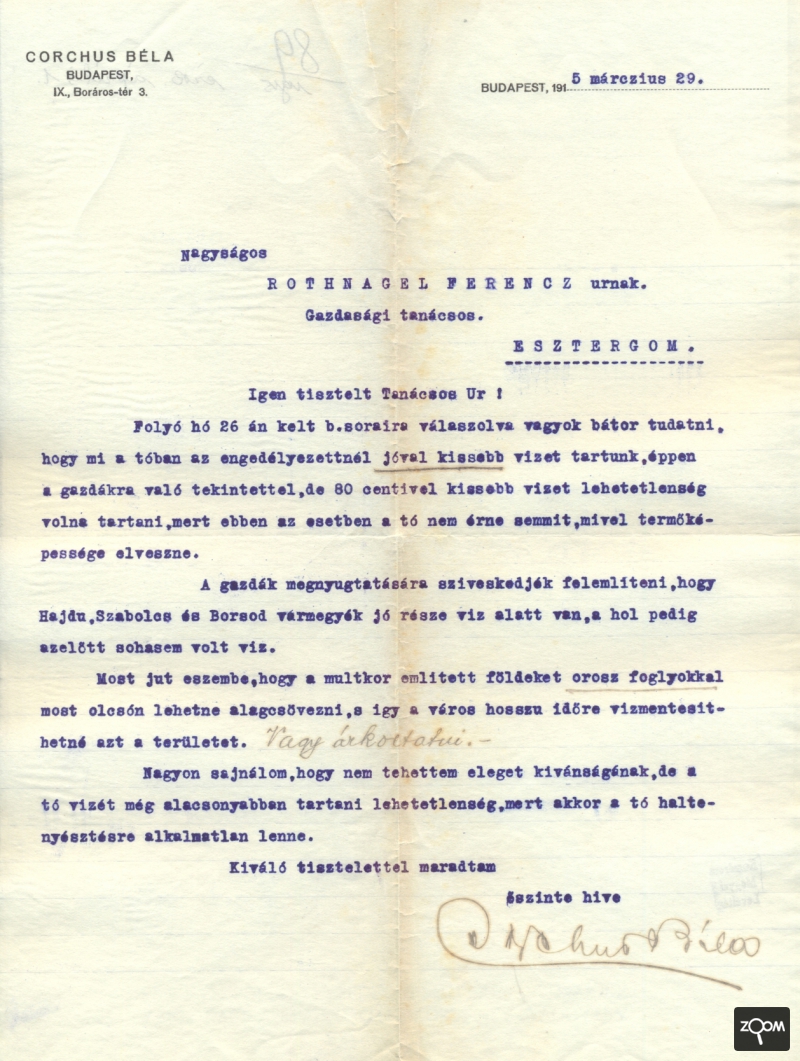 CORCHUS BÉLA
BUDAPEST,
IX., Boráros-tér 3.
BUDAPEST, 191 5 márczius 29.
Nagyságos
ROTHNAGEL FERENCZ urnak.
Gazdasági tanácsos.
ESZTERGOM.
Igen tisztelt Tanácsos Ur !
Folyó hó 26 án kelt b.soraira válaszolva vagyok bátor tudatni,
hogy mi a tóban az engedélyezettnél jóval kissebb vizet tartunk,éppen
a gazdákra való tekintettel,de 80 centivel kissebb vizet lehetetlenség
volna tartani,mert ebben az esetben a tó nem érne semmit,mivel termőké-
pessége elveszne.
A gazdák megnyugtatására sziveskedjék felemliteni,hogy
Hajdu,Szabolcs és Borsod vármegyék jó része viz alatt van,a hol pedig
azelőtt sohasem volt viz.
Most jut eszembe,hogy a multkor emlitett földeket orosz foglyokkal
most olcsón lehetne alagcsövezni,s igy a város hosszu időre vizmentesit-
hetné azt a területet. Vagy árkoltatni.-
Nagyon sajnálom,hogy nem tehettem eleget kivánságának,de a
tó vizét még alacsonyabban tartani lehetetlenség,mert akkor a tó halte-
nyésztésre alkalmatlan lenne.
Kiváló tisztelettel maradtam
őszinte hive
Corchus Béla
ZOOM